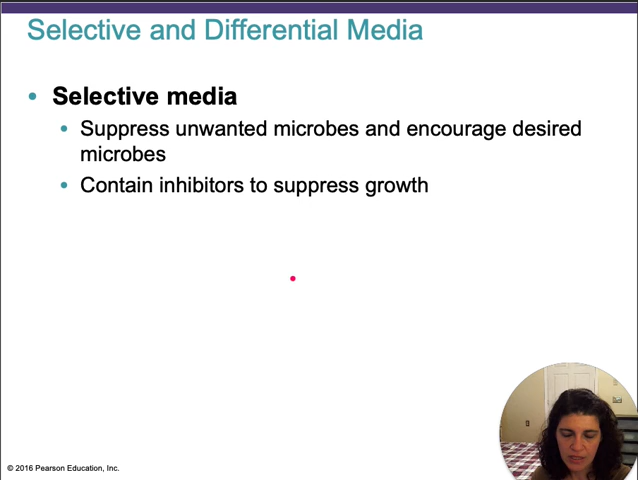 Selective and Differential Media
• Selective media
• Suppress unwanted microbes and encourage desired
microbes
• Contain inhibitors to suppress growth
© 2016 Pearson Education, Inc.